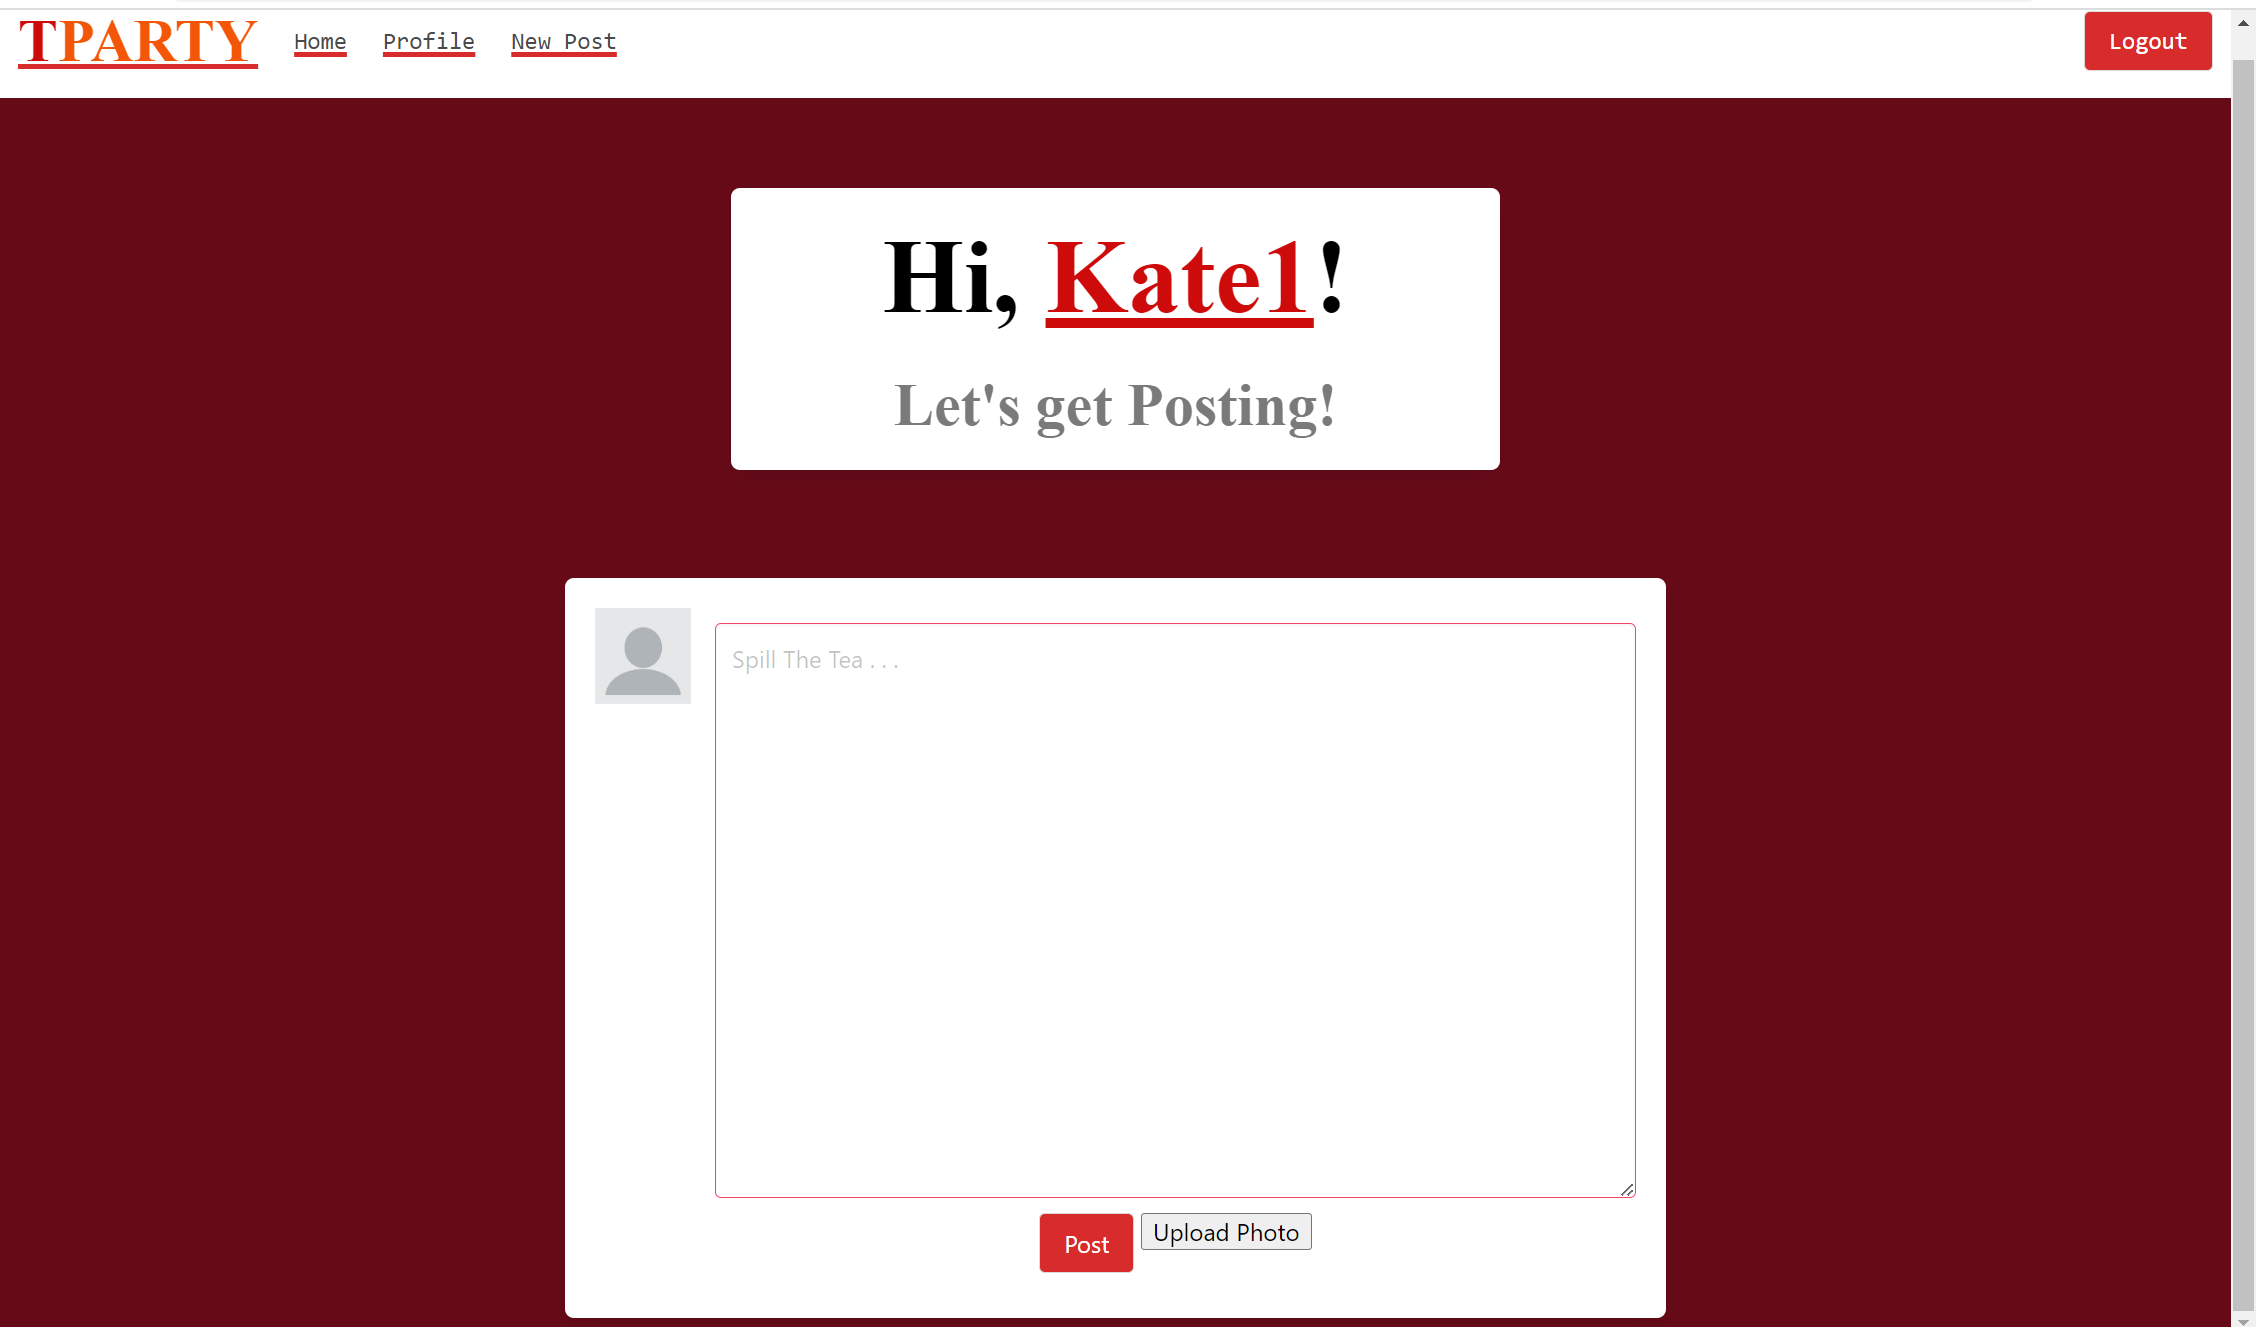 TPARTY Home Profile New Post Logout
Hi, Kate1!
Let's get Posting!
Spill The Tea . . .
Post Upload Photo